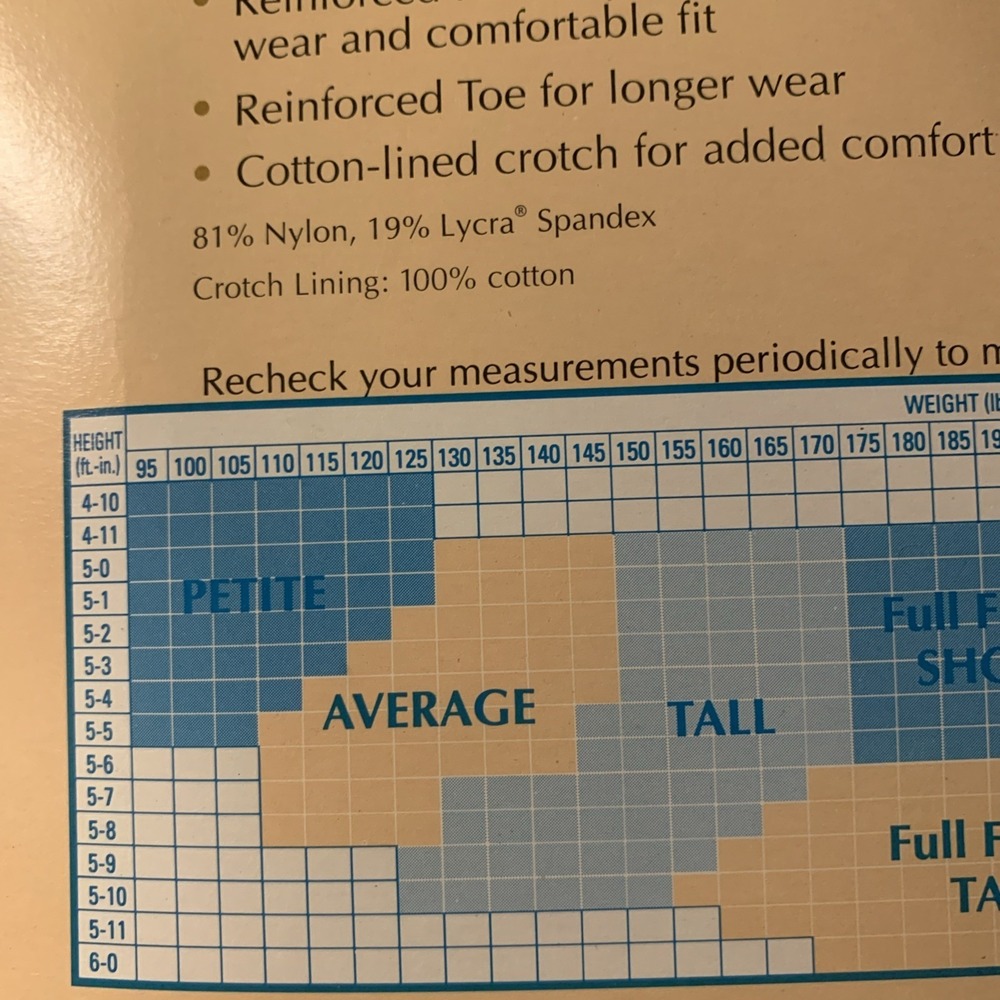 Reinforced
wear and comfortable fit
• Reinforced Toe for longer wear
• Cotton-lined crotch for added comfort
81% Nylon, 19% Lycra® Spandex
Crotch Lining: 100% cotton
Recheck your measurements periodically to
WEIGHT
HEIGHT
(ft.-in.) 95 100 105 110 115 120 125 130 135 140 145 150 155 160 165 170 175 180 185
4-10
4-11
5-0
5-1
PETITE
Full
5-2
5-3
5-4
AVERAGE
TALL
5-5
5-6
5-7
5-8
Full
5-9
5-10
5-11
6-0